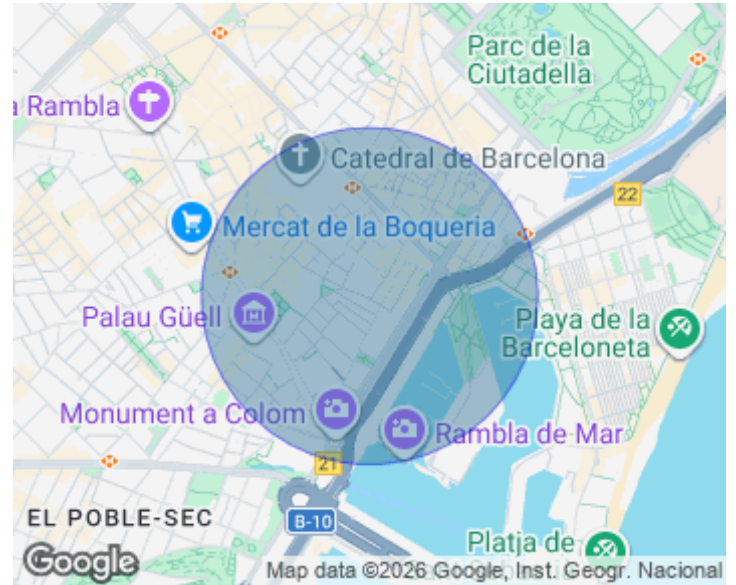 Parc de la
Ciutadella
a Rambla
Catedral de Barcelona
22
Mercat de la Boqueria
Palau Güell
Playa de la
Barceloneta
Monument a Colom
Rambla de Mar
21
EL POBLE-SEC
B-10
Platja de
Google
Map data ©2026 Google, Inst. Geogr. Nacional